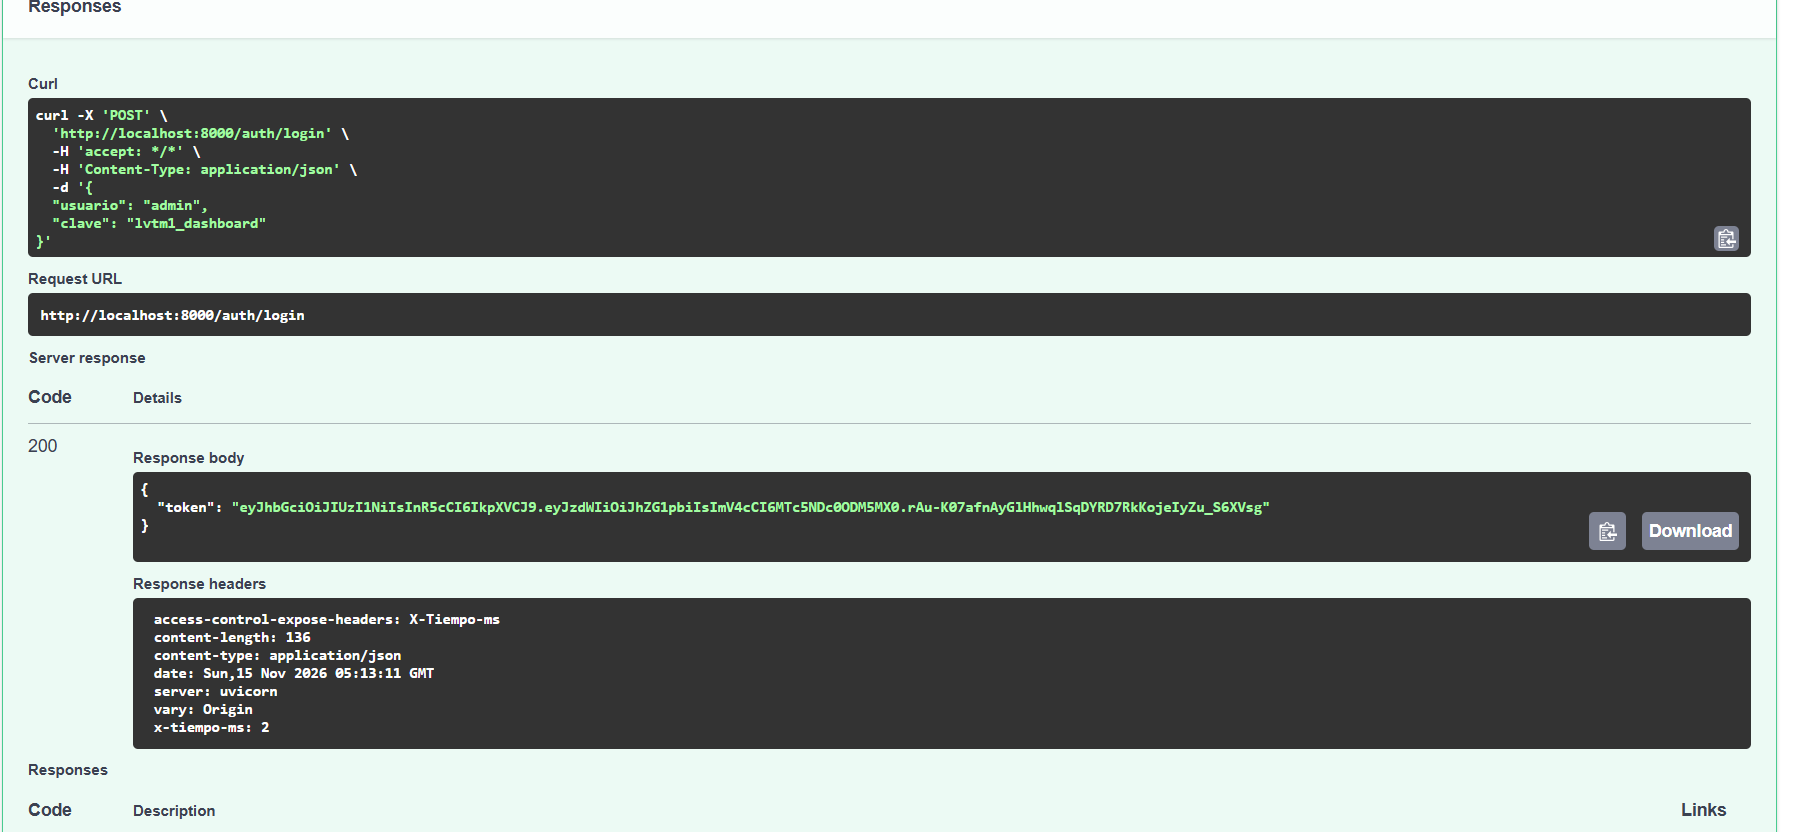 Responses
Curl
curl -X 'POST' \
'http://localhost:8000/auth/login' \
-H 'accept: */*' \
-H 'Content-Type: application/json' \
-d '{
"usuario": "admin",
"clave": "lvtml_dashboard"
}'
Request URL
http://localhost:8000/auth/login
Server response
Code Details
200
Response body
{
"token": "eyJhbGciOiJIUzI1NiIsInR5cCI6IkpXVCJ9.eyJzdWIiOiJhZG1pbiIsImV4cCI6MTc5NDc0ODM5MX0.rAu-K07afnAyGlHhwqlSqDYRD7RkKojeIyZu_S6XVsg"
}
Download
Response headers
access-control-expose-headers: X-Tiempo-ms
content-length: 136
content-type: application/json
date: Sun,15 Nov 2026 05:13:11 GMT
server: uvicorn
vary: Origin
x-tiempo-ms: 2
Responses
Code Description Links